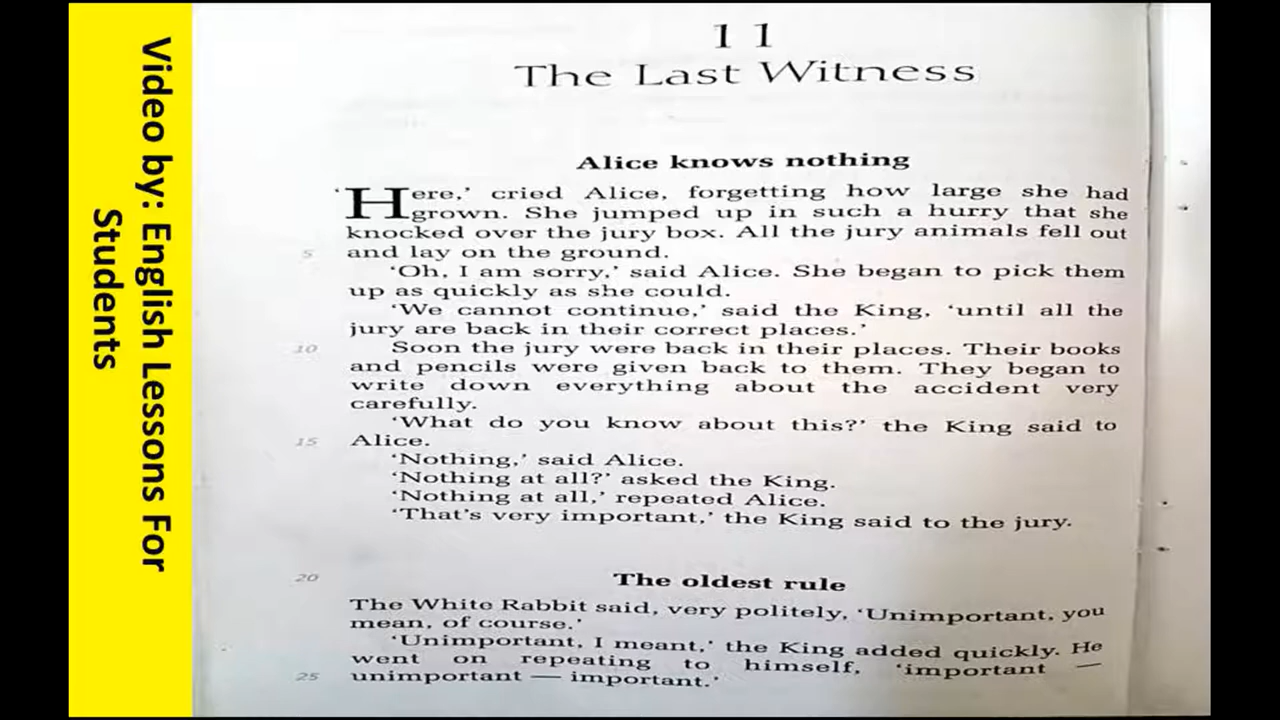 Video by: English Lessons For
Students
11
The Last Witness
Alice knows nothing
'Here,' cried Alice, forgetting how large she had
grown. She jumped up in such a hurry that she
knocked over the jury box. All the jury animals fell out
5 and lay on the ground.
'Oh, I am sorry,' said Alice. She began to pick them
up as quickly as she could.
'We cannot continue,' said the King, 'until all the
jury are back in their correct places.'
10 Soon the jury were back in their places. Their books
and pencils were given back to them. They began to
write down everything about the accident very
carefully.
'What do you know about this?' the King said to
15 Alice.
'Nothing,' said Alice.
'Nothing at all?' asked the King.
'Nothing at all,' repeated Alice.
'That's very important,' the King said to the jury.
20 The oldest rule
The White Rabbit said, very politely, 'Unimportant, you
mean, of course.'
'Unimportant, I meant,' the King added quickly. He
went on repeating to himself, 'important —
25 unimportant — important.'